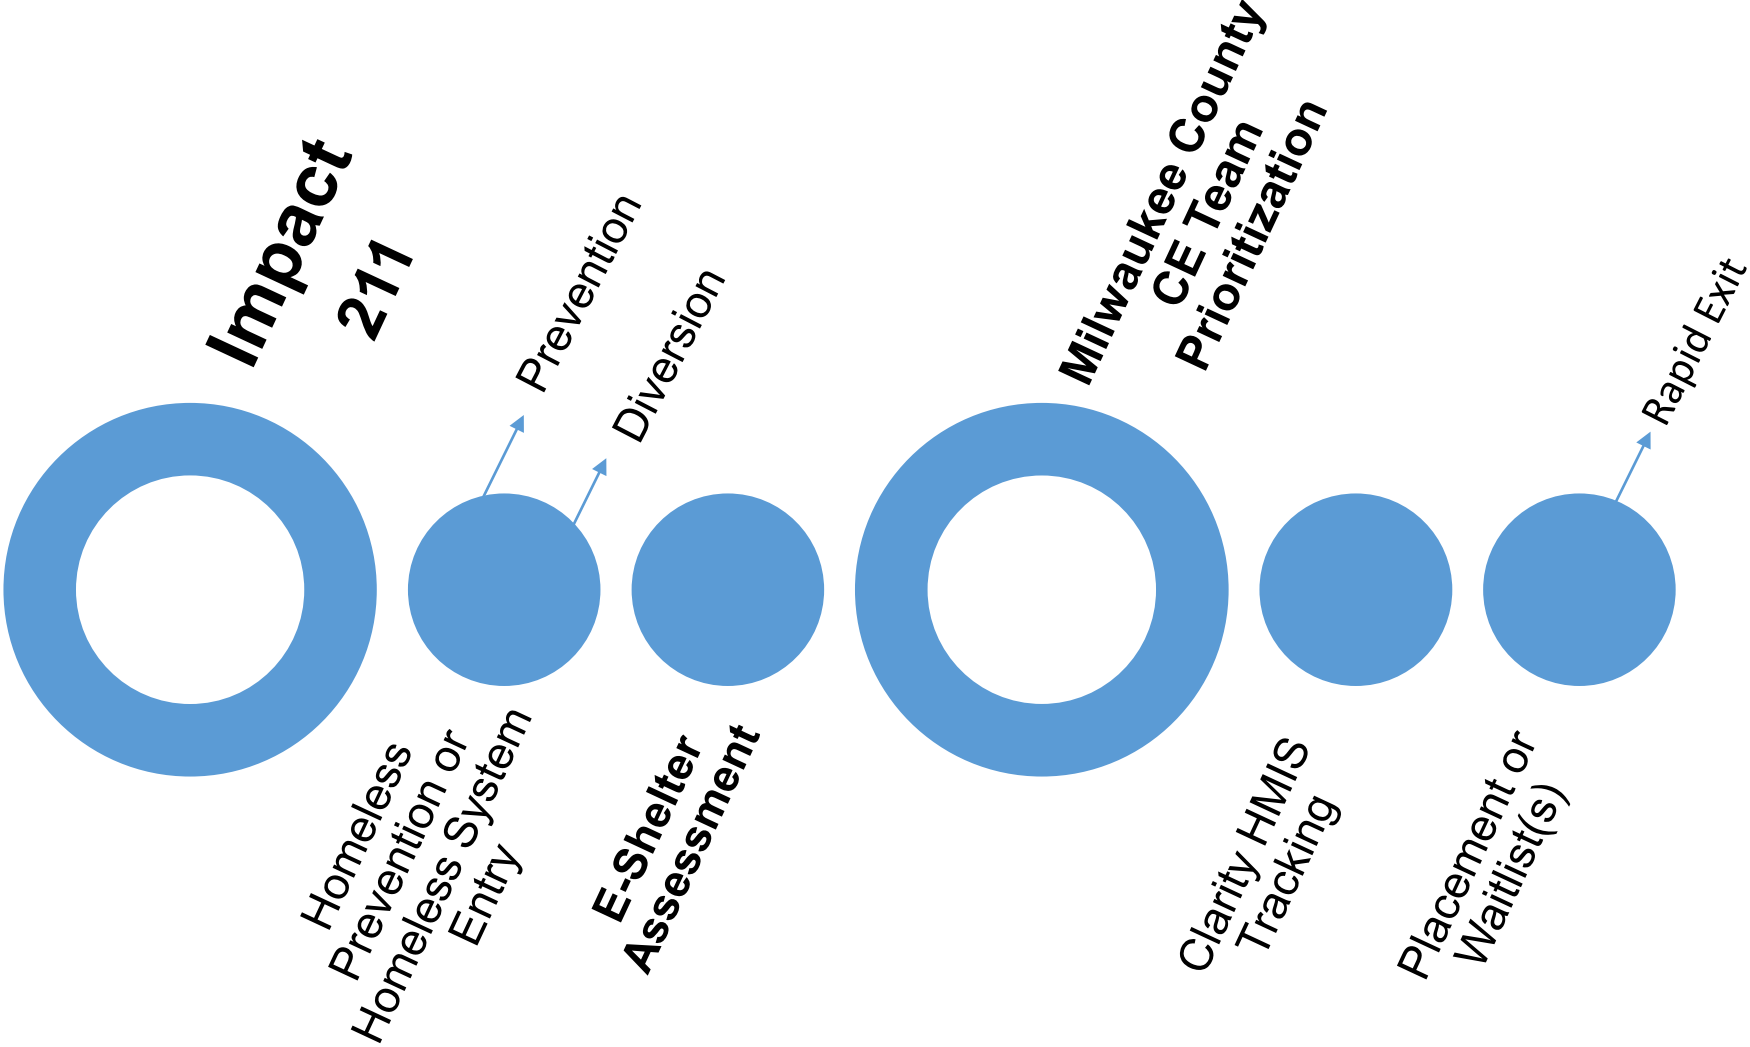 Impact
211
Prevention
Diversion
Homeless
Prevention or
Homeless System
Entry
E-Shelter
Assessment
Milwaukee County
CE Team
Prioritization
Clarity HMIS
Tracking
Placement or
Waitlist(s)
Rapid Exit